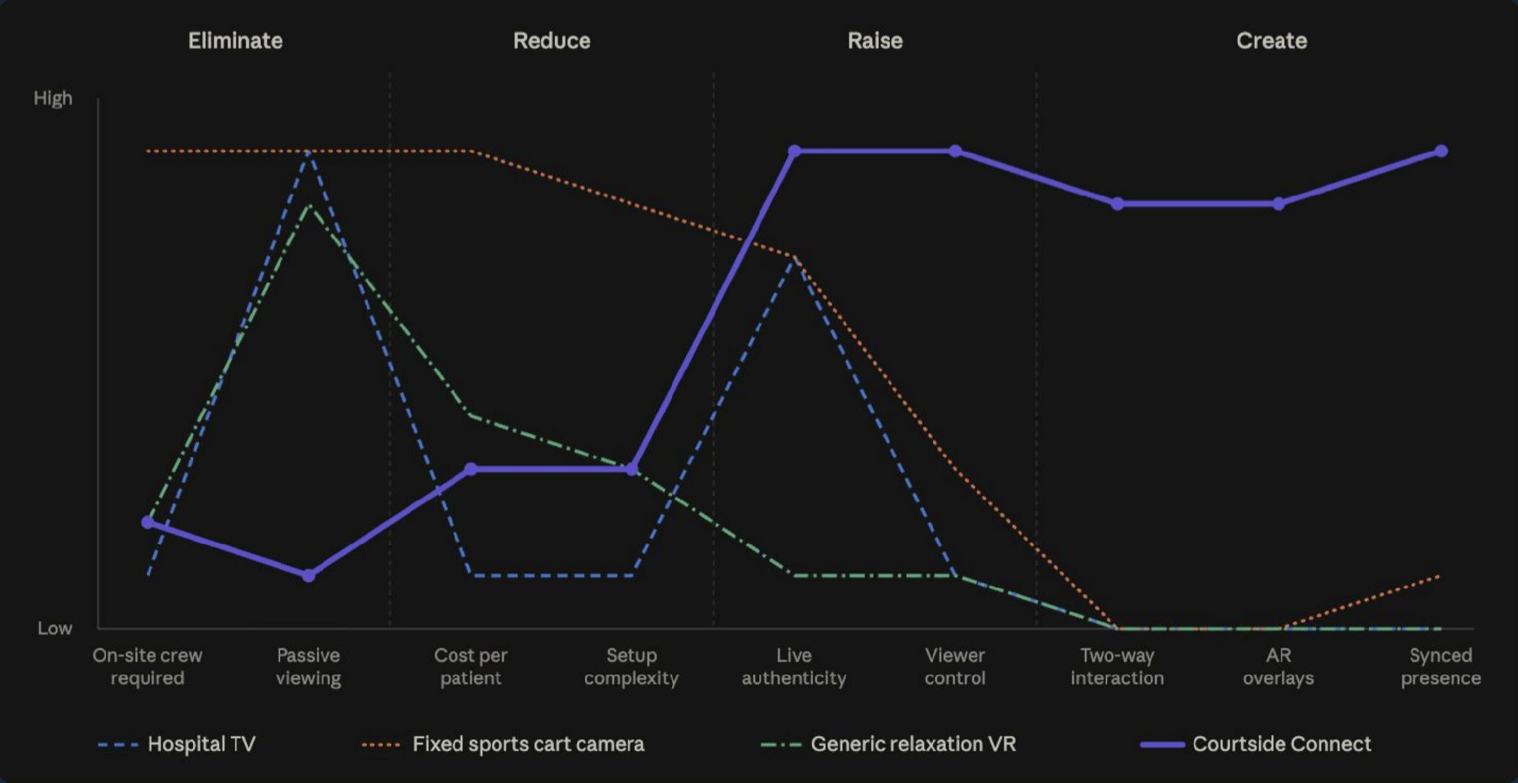 Eliminate
Reduce
Raise
Create
High
Low
On-site crew
required
Passive
viewing
Cost per
patient
Setup
complexity
Live
authenticity
Viewer
control
Two-way
interaction
AR
overlays
Synced
presence
Hospital TV
Fixed sports cart camera
Generic relaxation VR
Courtside Connect